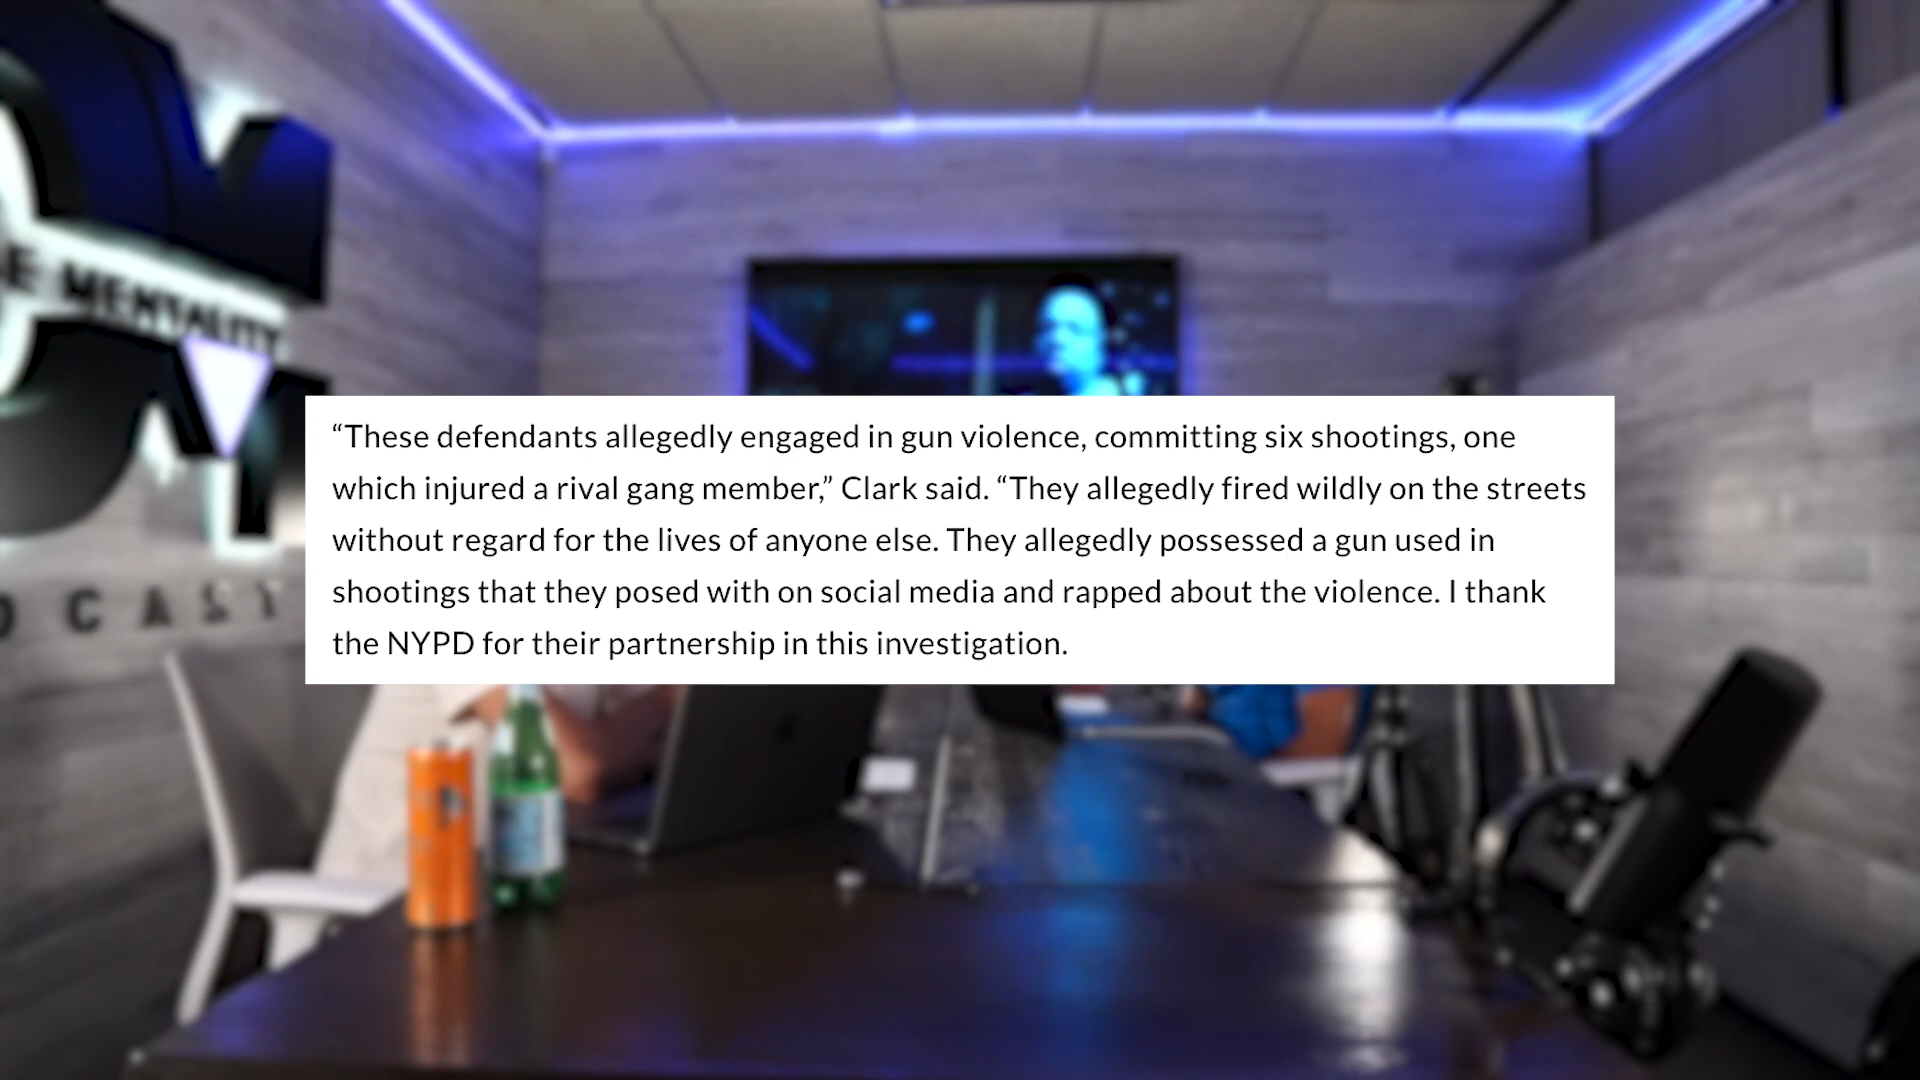 E MENTALITY
“These defendants allegedly engaged in gun violence, committing six shootings, one
which injured a rival gang member,” Clark said. “They allegedly fired wildly on the streets
without regard for the lives of anyone else. They allegedly possessed a gun used in
shootings that they posed with on social media and rapped about the violence. I thank
the NYPD for their partnership in this investigation.
D C A S T